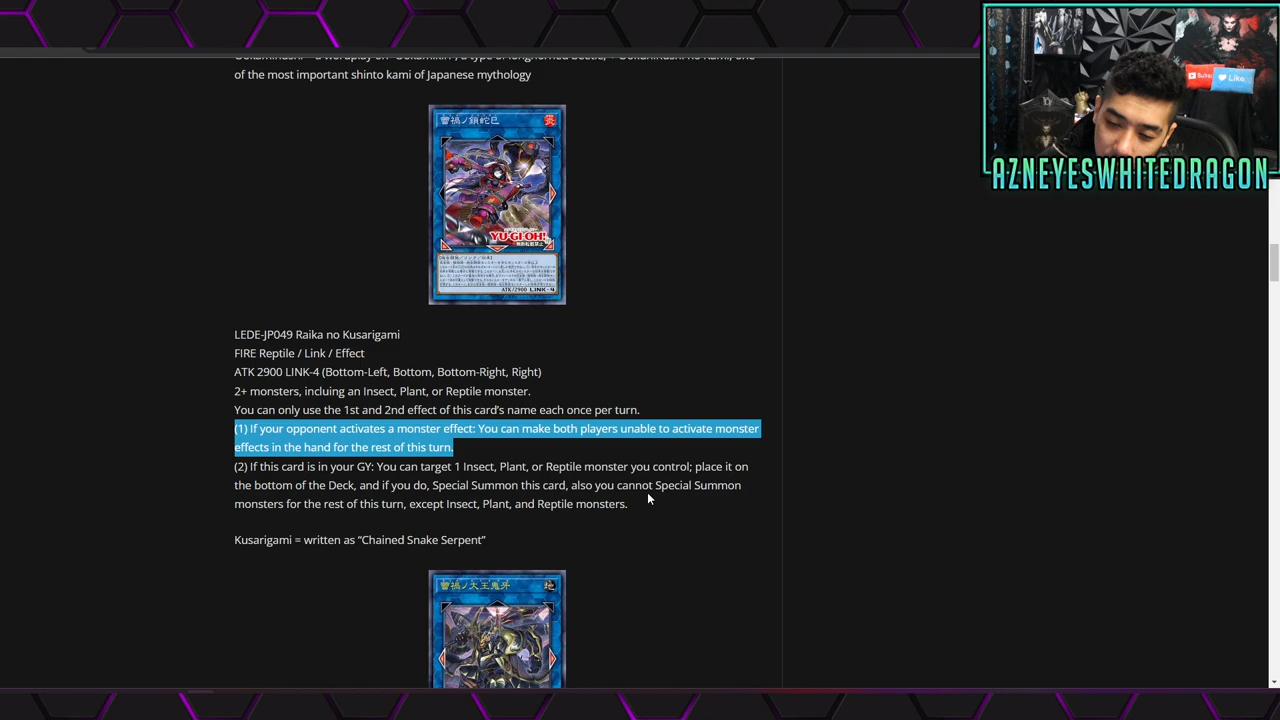 of the most important shinto kami of Japanese mythology
YU-GI-OH!
ATK/2900 LINK-4
LEDE-JP049 Raika no Kusarigami
FIRE Reptile / Link / Effect
ATK 2900 LINK-4 (Bottom-Left, Bottom, Bottom-Right, Right)
2+ monsters, incluing an Insect, Plant, or Reptile monster.
You can only use the 1st and 2nd effect of this card’s name each once per turn.
(1) If your opponent activates a monster effect: You can make both players unable to activate monster
effects in the hand for the rest of this turn.
(2) If this card is in your GY: You can target 1 Insect, Plant, or Reptile monster you control; place it on
the bottom of the Deck, and if you do, Special Summon this card, also you cannot Special Summon
monsters for the rest of this turn, except Insect, Plant, and Reptile monsters.
Kusarigami = written as “Chained Snake Serpent”
Like
AZNEYESWHITEDRAGON